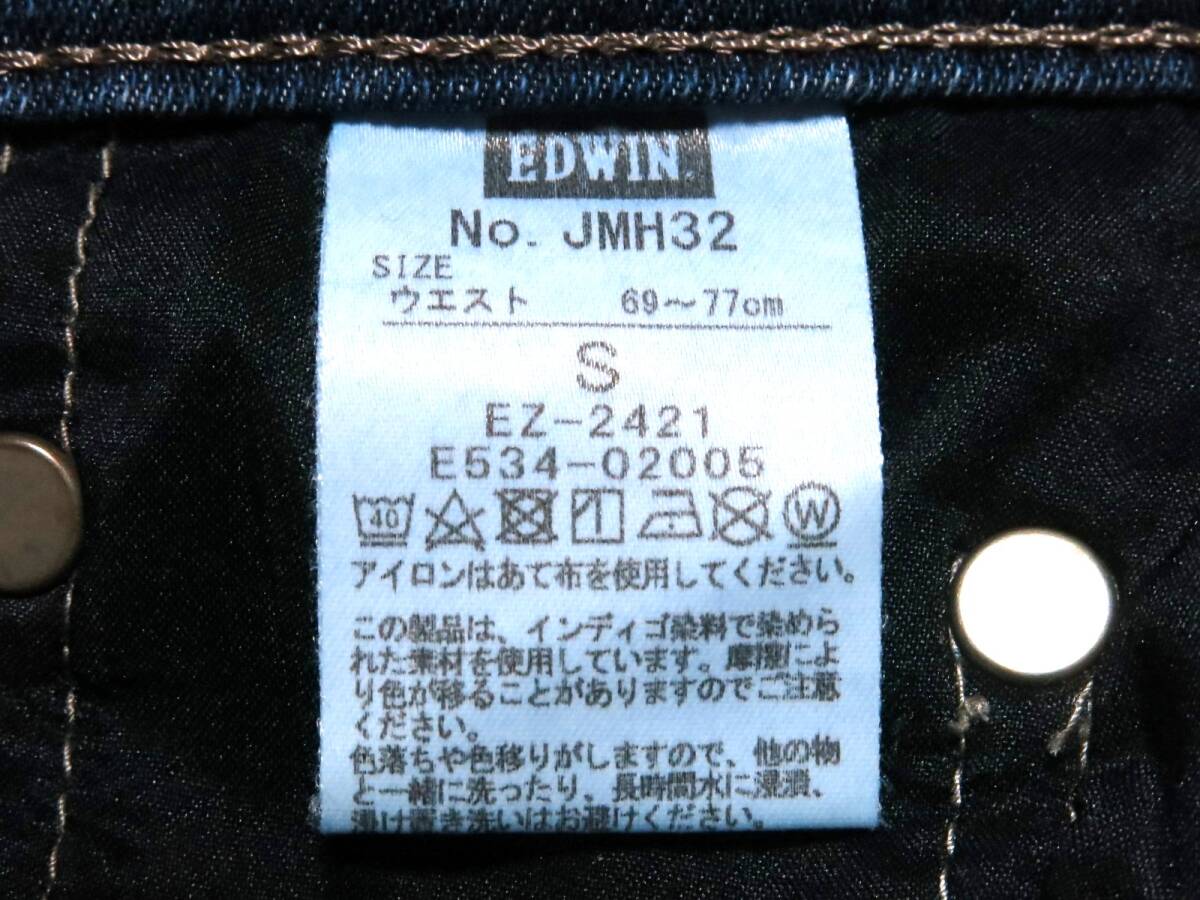 EDWIN
No. JMH32
SIZE
ウエスト 69～77cm
S
EZ-2421
E534-02005
40 W
アイロンはあて布を使用してください。
この製品は、インディゴ染料で染めら
れた素材を使用しています。摩擦によ
り色が移ることがありますのでご注意
ください。
色落ちや色移りがしますので、他の物
と一緒に洗ったり、長時間水に浸漬、
漬け置き洗いはお避けください。